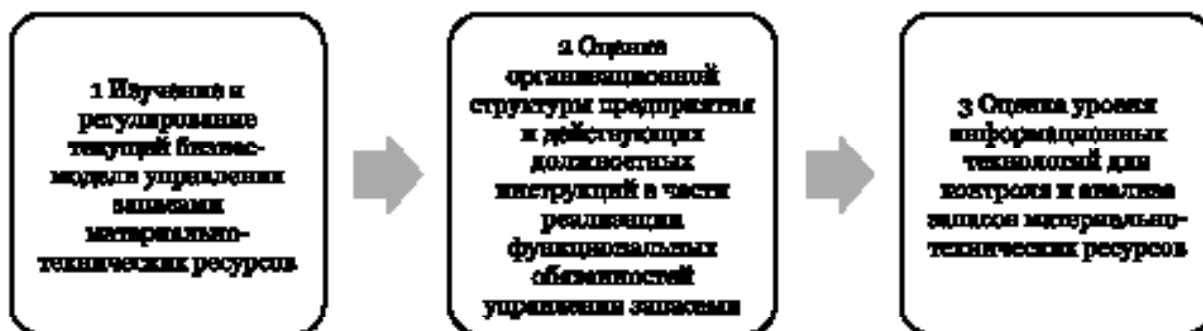 1 Изучение и
регулирование
текущей бизнес-
модели управления
запасами
материально-
технических ресурсов
2 Оценка
организационной
структуры предприятия
и действующих
должностных
инструкций в части
реализации
функциональных
обязанностей
управления запасами
3 Оценка уровня
информационных
технологий для
контроля и анализа
запасов материально-
технических ресурсов